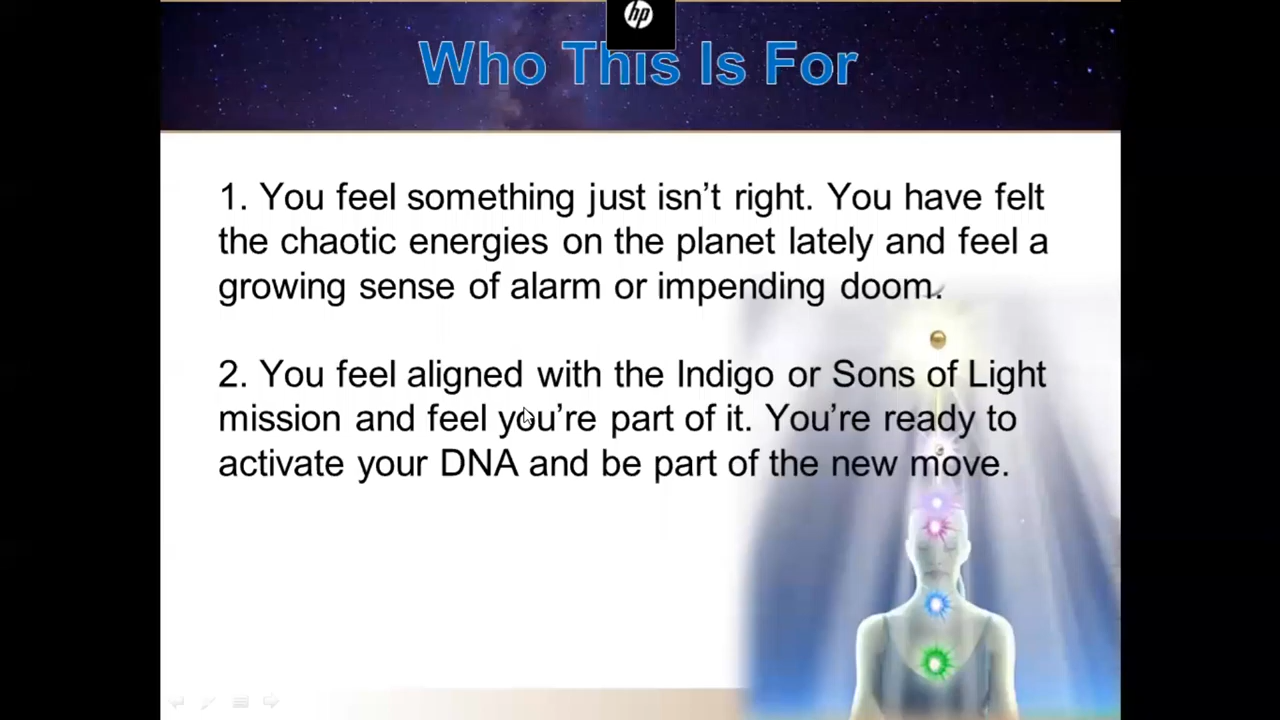 hp
Who This Is For
1. You feel something just isn’t right. You have felt
the chaotic energies on the planet lately and feel a
growing sense of alarm or impending doom.
2. You feel aligned with the Indigo or Sons of Light
mission and feel you’re part of it. You’re ready to
activate your DNA and be part of the new move.